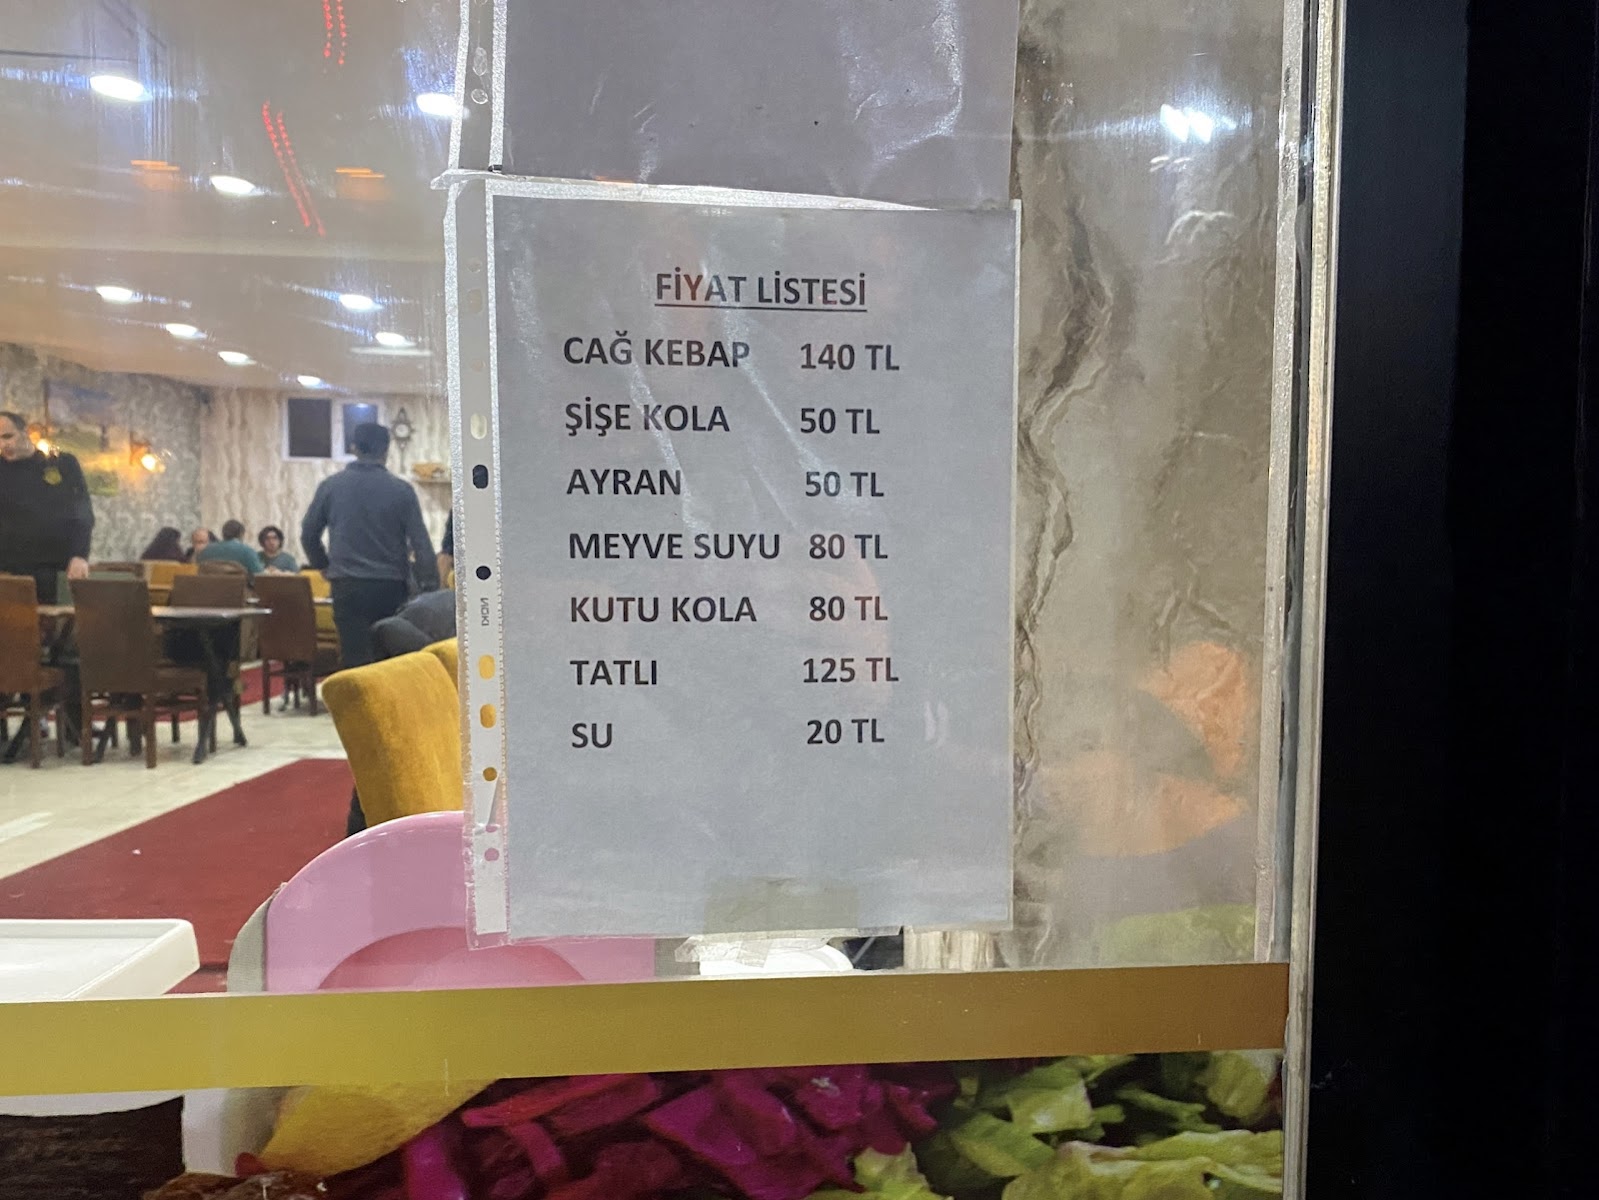 FİYAT LİSTESİ
CAĞ KEBAP 140 TL
ŞİŞE KOLA 50 TL
AYRAN 50 TL
MEYVE SUYU 80 TL
KUTU KOLA 80 TL
TATLI 125 TL
SU 20 TL